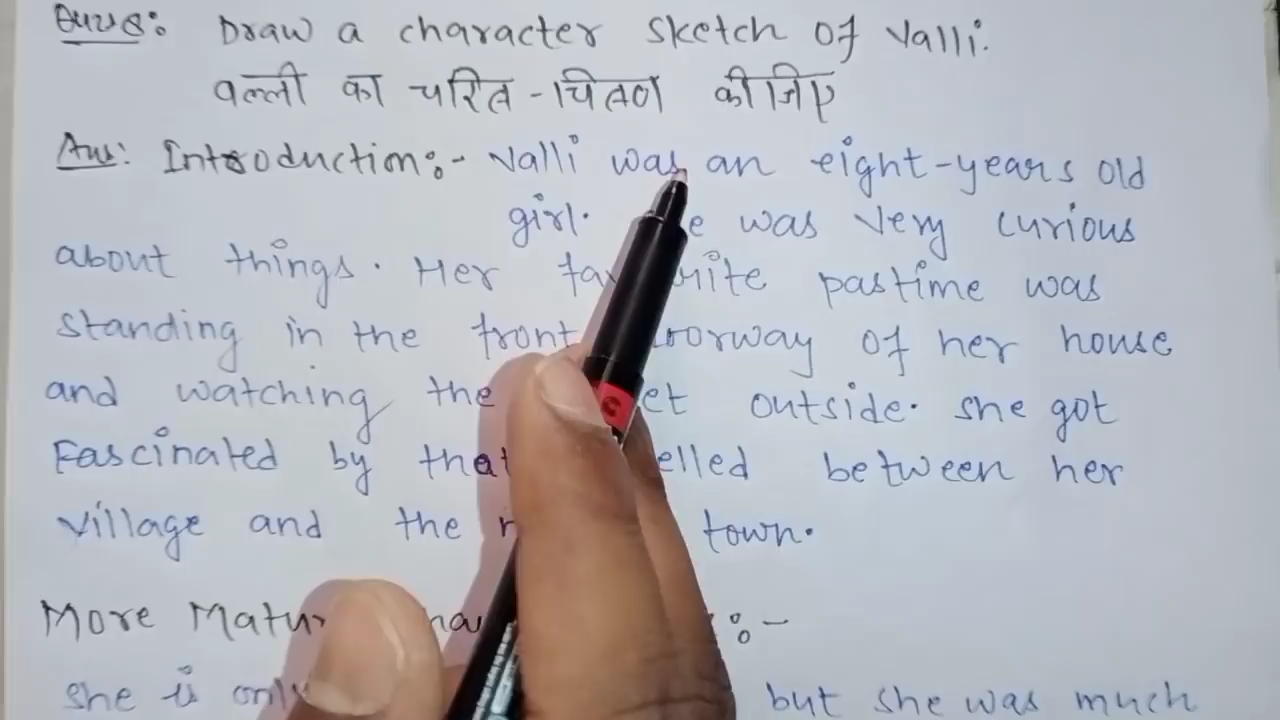 Ques: Draw a character sketch of Valli.
वल्ली का चरित्र-चित्रण कीजिए
Ans: Introduction:- Valli was an eight-years old
girl. was very curious
about things. Her pastime was
standing in the front of her house
and watching the outside. she got
Fascinated by that between her
village and the town.
More :-
she is but she was much